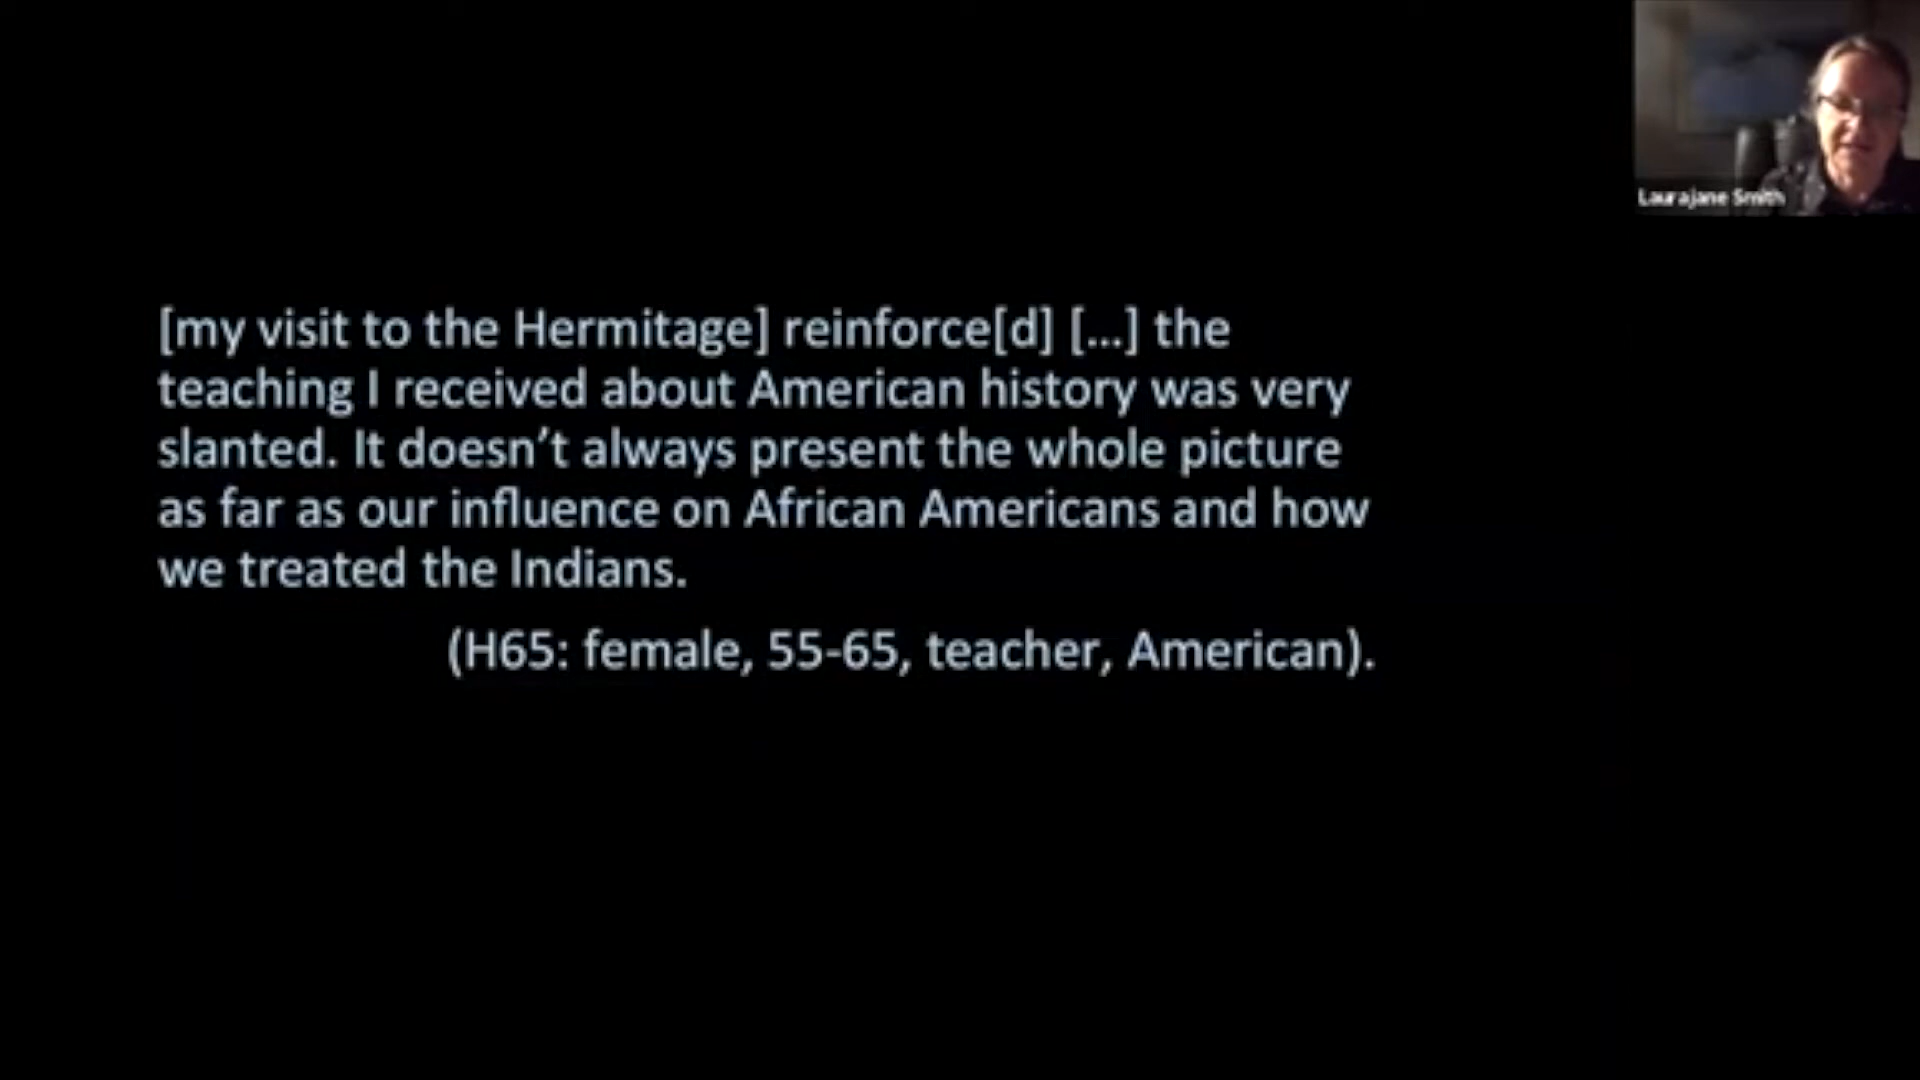 Laurajane Smith
[my visit to the Hermitage] reinforce[d] [...] the
teaching I received about American history was very
slanted. It doesn’t always present the whole picture
as far as our influence on African Americans and how
we treated the Indians.
(H65: female, 55-65, teacher, American).